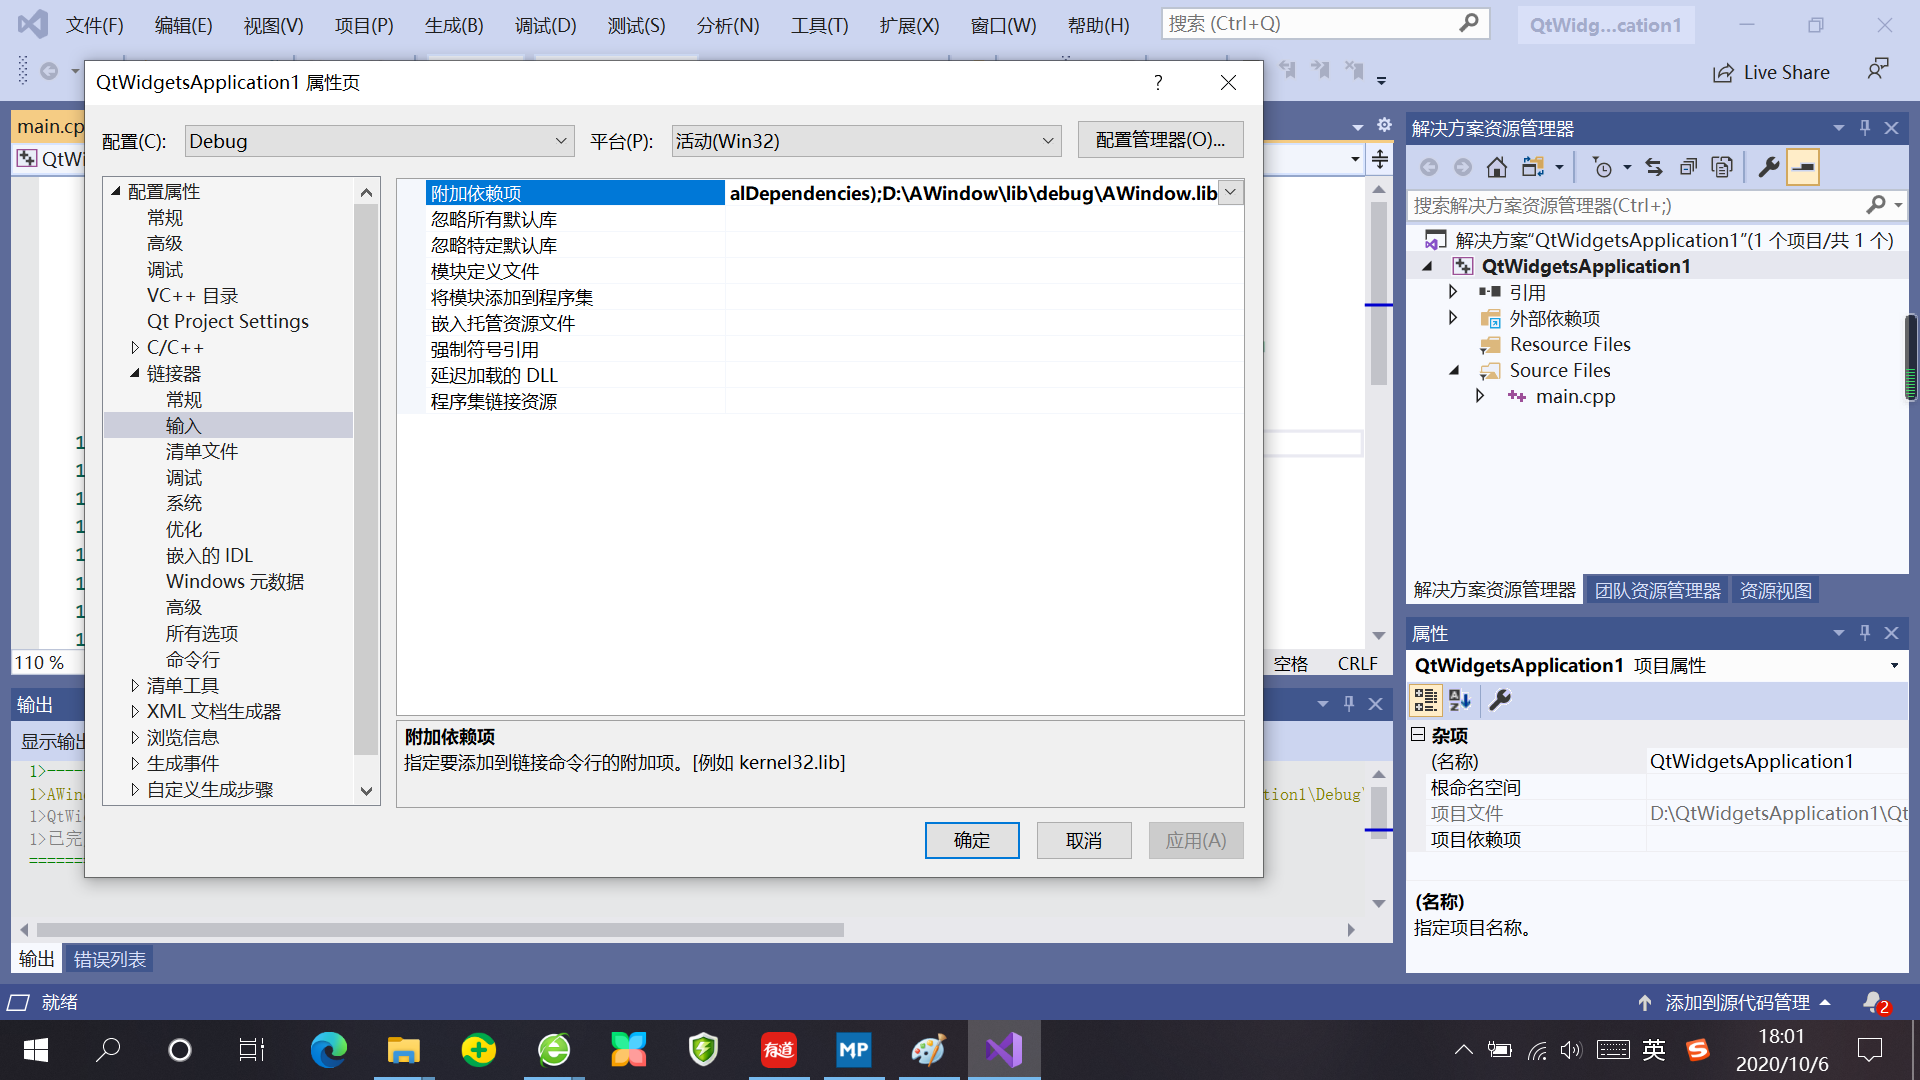 文件(F) 编辑(E) 视图(V) 项目(P) 生成(B) 调试(D) 测试(S) 分析(N) 工具(T) 扩展(X) 窗口(W) 帮助(H) 搜索 (Ctrl+Q) QtWidg...cation1
Live Share
QtWidgetsApplication1 属性页
main.cp
QtWi
配置(C): Debug 平台(P): 活动(Win32) 配置管理器(O)...
配置属性
常规
高级
调试
VC++ 目录
Qt Project Settings
C/C++
链接器
常规
输入
清单文件
调试
系统
优化
嵌入的 IDL
Windows 元数据
高级
所有选项
命令行
清单工具
XML 文档生成器
浏览信息
生成事件
自定义生成步骤
附加依赖项 alDependencies);D:\AWindow\lib\debug\AWindow.lib
忽略所有默认库
忽略特定默认库
模块定义文件
将模块添加到程序集
嵌入托管资源文件
强制符号引用
延迟加载的 DLL
程序集链接资源
附加依赖项
指定要添加到链接命令行的附加项。[例如 kernel32.lib]
确定 取消 应用(A)
1
1
1
1
1
1
1
1
110 %
空格 CRLF
输出
显示输出
1>----
1>AWind
1>QtWi
1>已完
======
tion1\Debug\
输出 错误列表
解决方案资源管理器
搜索解决方案资源管理器(Ctrl+;)
解决方案"QtWidgetsApplication1"(1 个项目/共 1 个)
QtWidgetsApplication1
引用
外部依赖项
Resource Files
Source Files
main.cpp
解决方案资源管理器 团队资源管理器 资源视图
属性
QtWidgetsApplication1 项目属性
杂项
(名称) QtWidgetsApplication1
根命名空间
项目文件 D:\QtWidgetsApplication1\Qt
项目依赖项
(名称)
指定项目名称。
就绪 添加到源代码管理 2
有道 MP 英 S
18:01
2020/10/6